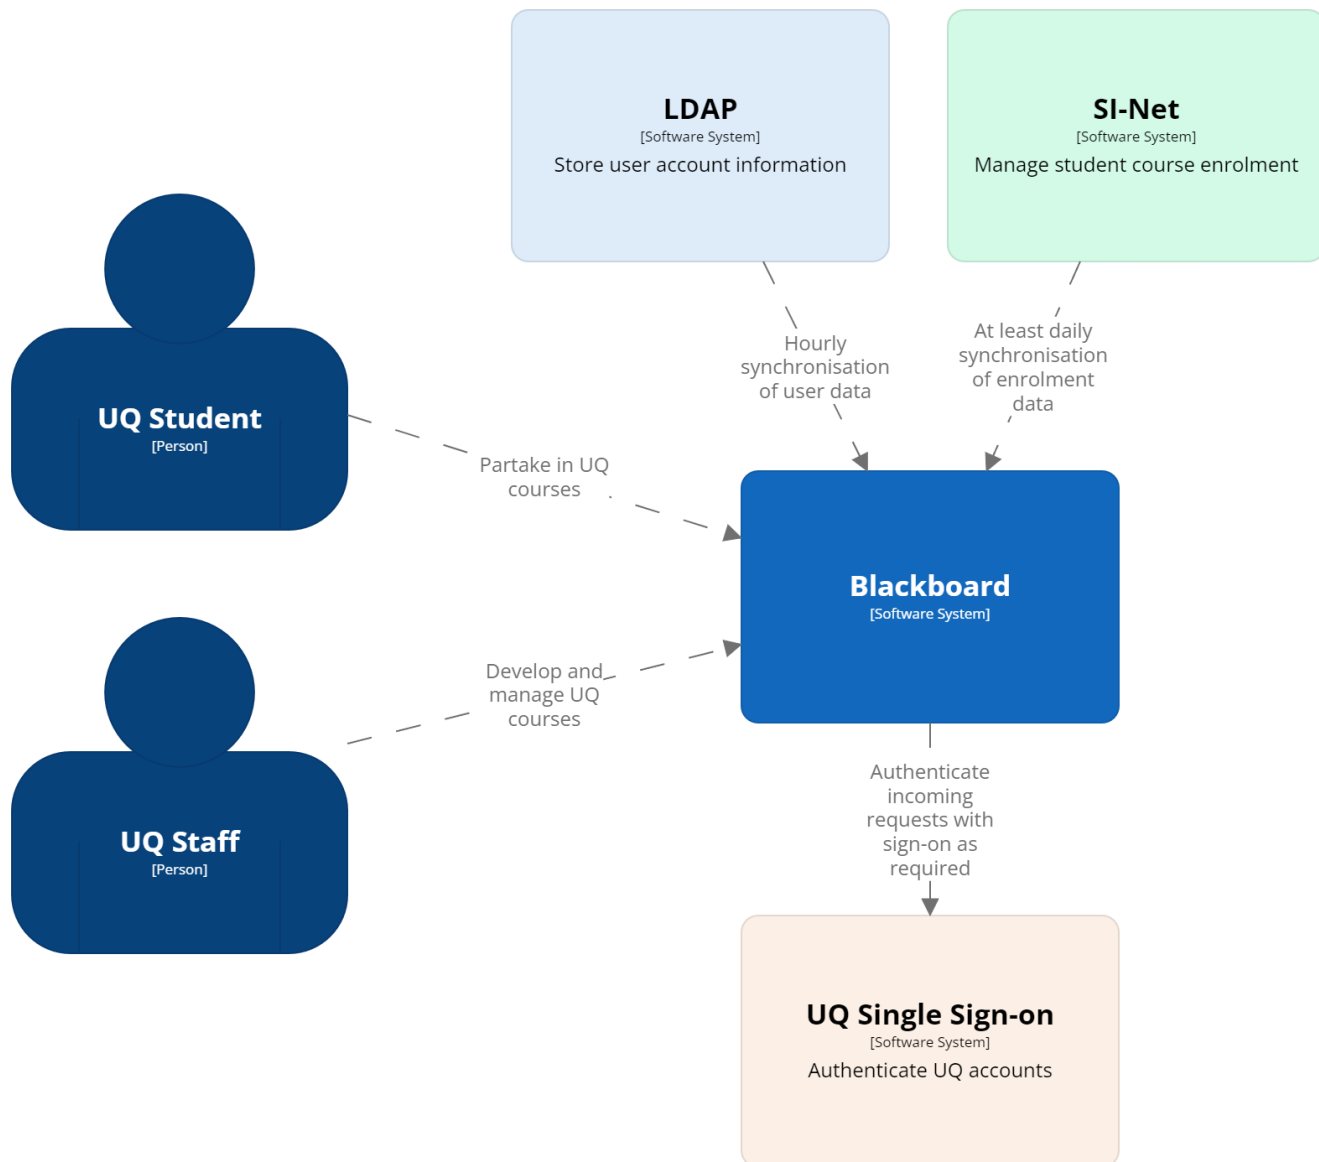 LDAP
[Software System]
Store user account information
SI-Net
[Software System]
Manage student course enrolment
Hourly
synchronisation
of user data
At least daily
synchronisation
of enrolment
data
UQ Student
[Person]
Partake in UQ
courses
Blackboard
[Software System]
Develop and
manage UQ
courses
UQ Staff
[Person]
Authenticate
incoming
requests with
sign-on as
required
UQ Single Sign-on
[Software System]
Authenticate UQ accounts